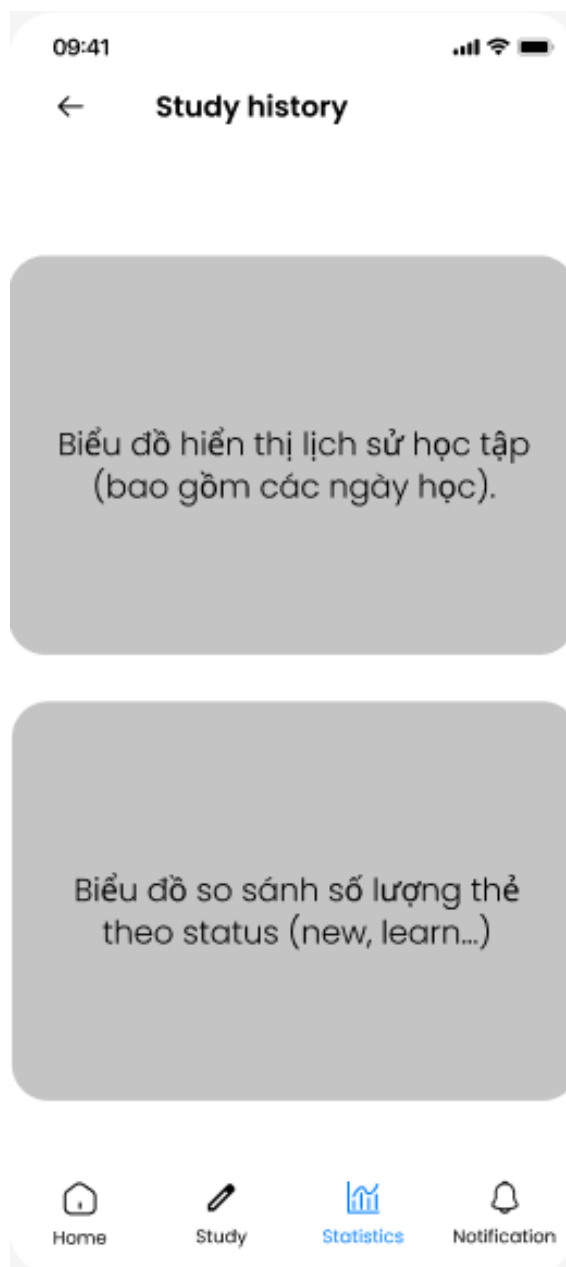 09:41
Study history
Biểu đồ hiển thị lịch sử học tập
(bao gồm các ngày học).
Biểu đồ so sánh số lượng thẻ
theo status (new, learn...)
Home
Study
Statistics
Notification